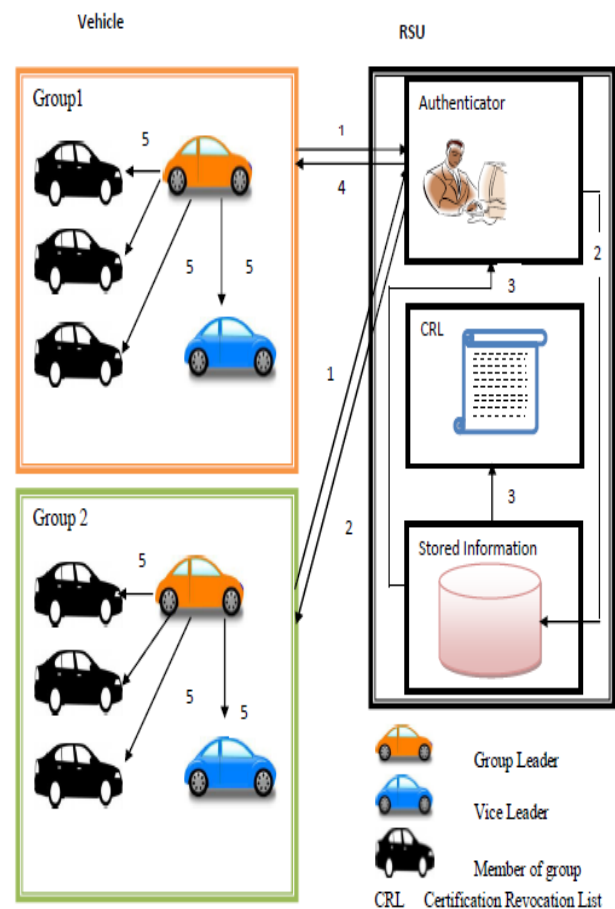 Vehicle
RSU
Group1
5
5
5
1
4
Authenticator
2
3
CRL
3
Stored Information
1
2
Group 2
5
5
5
Group Leader
Vice Leader
Member of group
CRL Certification Revocation List